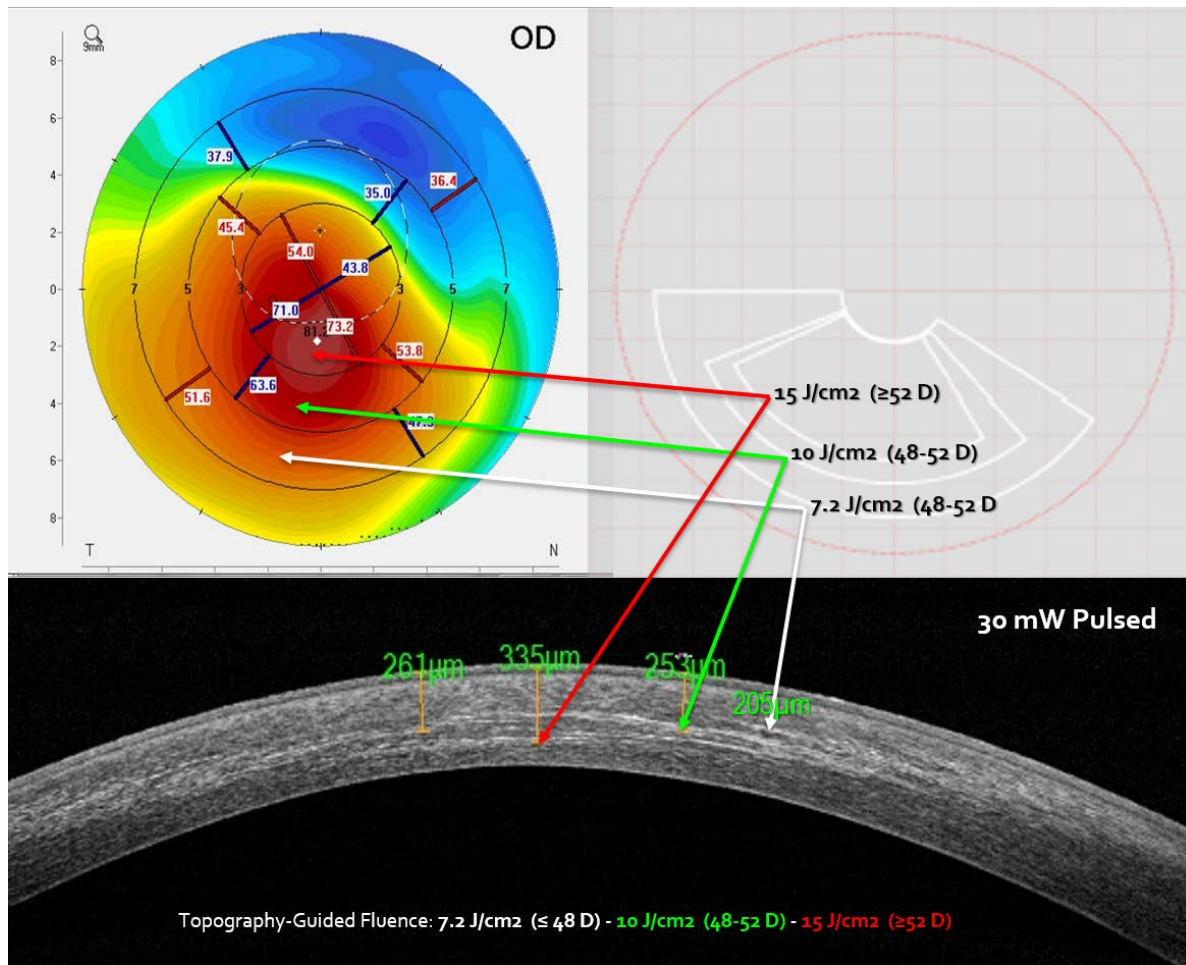 9mm
OD
8
6
4
2
0
2
4
6
8
37.9
36.4
35.0
45.4
54.0
43.8
7 5 3 3 5 7
71.0
73.2
53.8
63.6
51.6
T
N
15 J/cm2 (≥52 D)
10 J/cm2 (48-52 D)
7.2 J/cm2 (48-52 D
30 mW Pulsed
261µm
335µm
253µm
205µm
Topography-Guided Fluence: 7.2 J/cm2 (≤ 48 D) - 10 J/cm2 (48-52 D) - 15 J/cm2 (≥52 D)